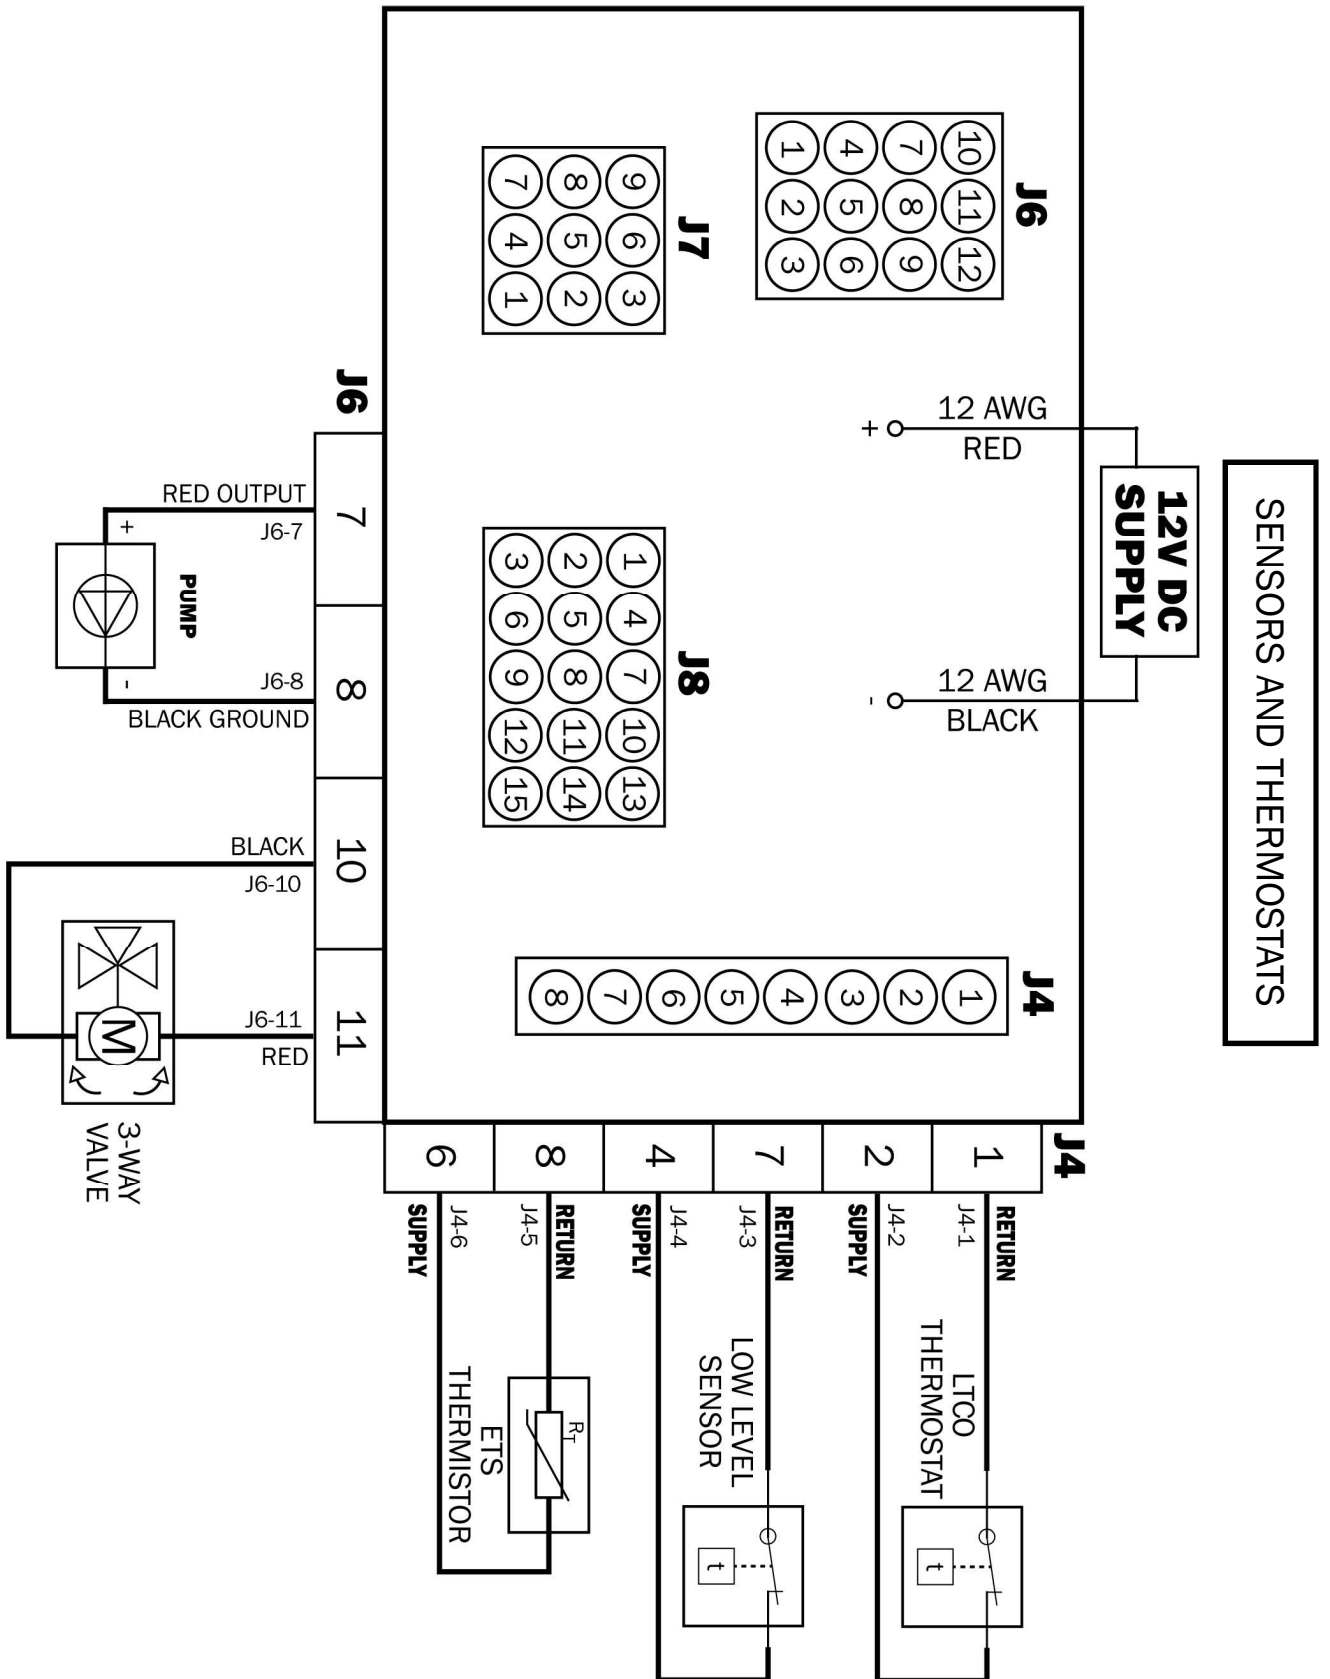 SENSORS AND THERMOSTATS
12V DC
SUPPLY
12 AWG
RED
+
12 AWG
BLACK
-
J6
10 11 12
7 8 9
4 5 6
1 2 3
J7
9 6 3
8 5 2
7 4 1
J8
1 4 7 10 13
2 5 8 11 14
3 6 9 12 15
J4
1
2
3
4
5
6
7
8
J4
1
2
7
4
8
6
RETURN
J4-1
LTCO
THERMOSTAT
t
J4-2
SUPPLY
RETURN
J4-3
LOW LEVEL
SENSOR
t
J4-4
SUPPLY
RETURN
J4-5
RT
ETS
THERMISTOR
J4-6
SUPPLY
J6
7 8 10 11
RED OUTPUT
J6-7
+
PUMP
-
J6-8
BLACK GROUND
BLACK
J6-10
M
J6-11
RED
3-WAY
VALVE